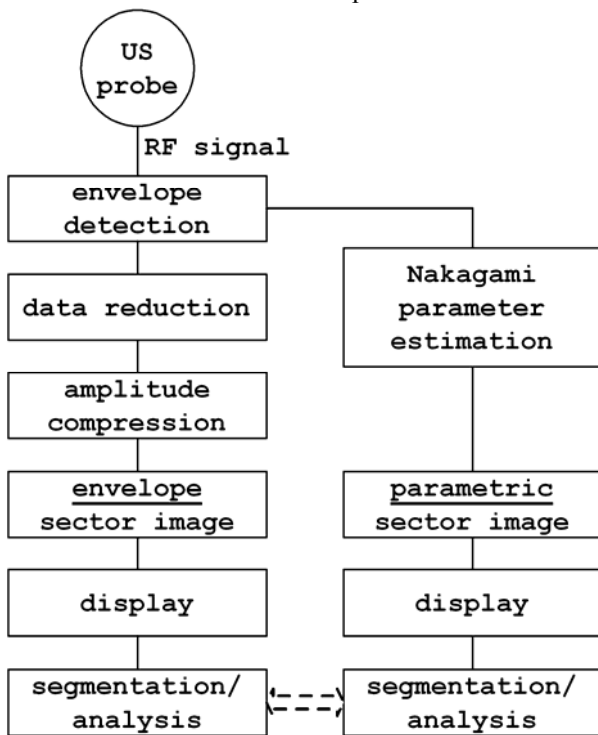 US
probe
RF signal
envelope
detection
data reduction
amplitude
compression
envelope
sector image
display
segmentation/
analysis
Nakagami
parameter
estimation
parametric
sector image
display
segmentation/
analysis